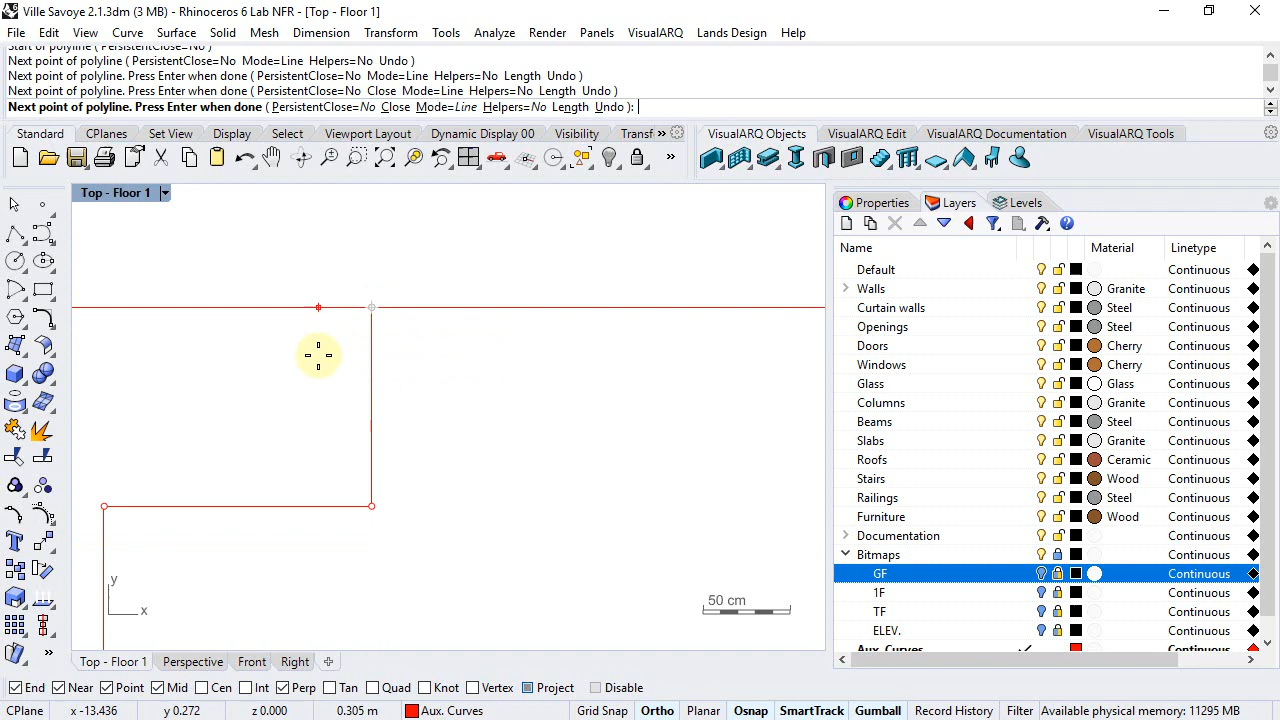 Ville Savoye 2.1.3dm (3 MB) - Rhinoceros 6 Lab NFR - [Top - Floor 1]
File Edit View Curve Surface Solid Mesh Dimension Transform Tools Analyze Render Panels VisualARQ Lands Design Help
Start of polyline ( PersistentClose=No )
Next point of polyline ( PersistentClose=No Mode=Line Helpers=No Undo )
Next point of polyline. Press Enter when done ( PersistentClose=No Mode=Line Helpers=No Length Undo )
Next point of polyline. Press Enter when done ( PersistentClose=No Close Mode=Line Helpers=No Length Undo )
Next point of polyline. Press Enter when done ( PersistentClose=No Close Mode=Line Helpers=No Length Undo ):
Standard CPlanes Set View Display Select Viewport Layout Dynamic Display 00 Visibility Transf » VisualARQ Objects VisualARQ Edit VisualARQ Documentation VisualARQ Tools
»
Top - Floor 1
Properties Layers Levels
Name Material Linetype
Default Continuous
Walls Granite Continuous
Curtain walls Steel Continuous
Openings Steel Continuous
Doors Cherry Continuous
Windows Cherry Continuous
Glass Glass Continuous
Columns Granite Continuous
Beams Steel Continuous
Slabs Granite Continuous
Roofs Ceramic Continuous
Stairs Wood Continuous
Railings Steel Continuous
Furniture Wood Continuous
Documentation Continuous
Bitmaps Continuous
GF Continuous
1F Continuous
TF Continuous
ELEV. Continuous
Aux. Curves
y
x
50 cm
»
Top - Floor 1 Perspective Front Right
End Near Point Mid Cen Int Perp Tan Quad Knot Vertex Project Disable
CPlane x -13.436 y 0.272 z 0.000 0.305 m Aux. Curves Grid Snap Ortho Planar Osnap SmartTrack Gumball Record History Filter Available physical memory: 11295 MB